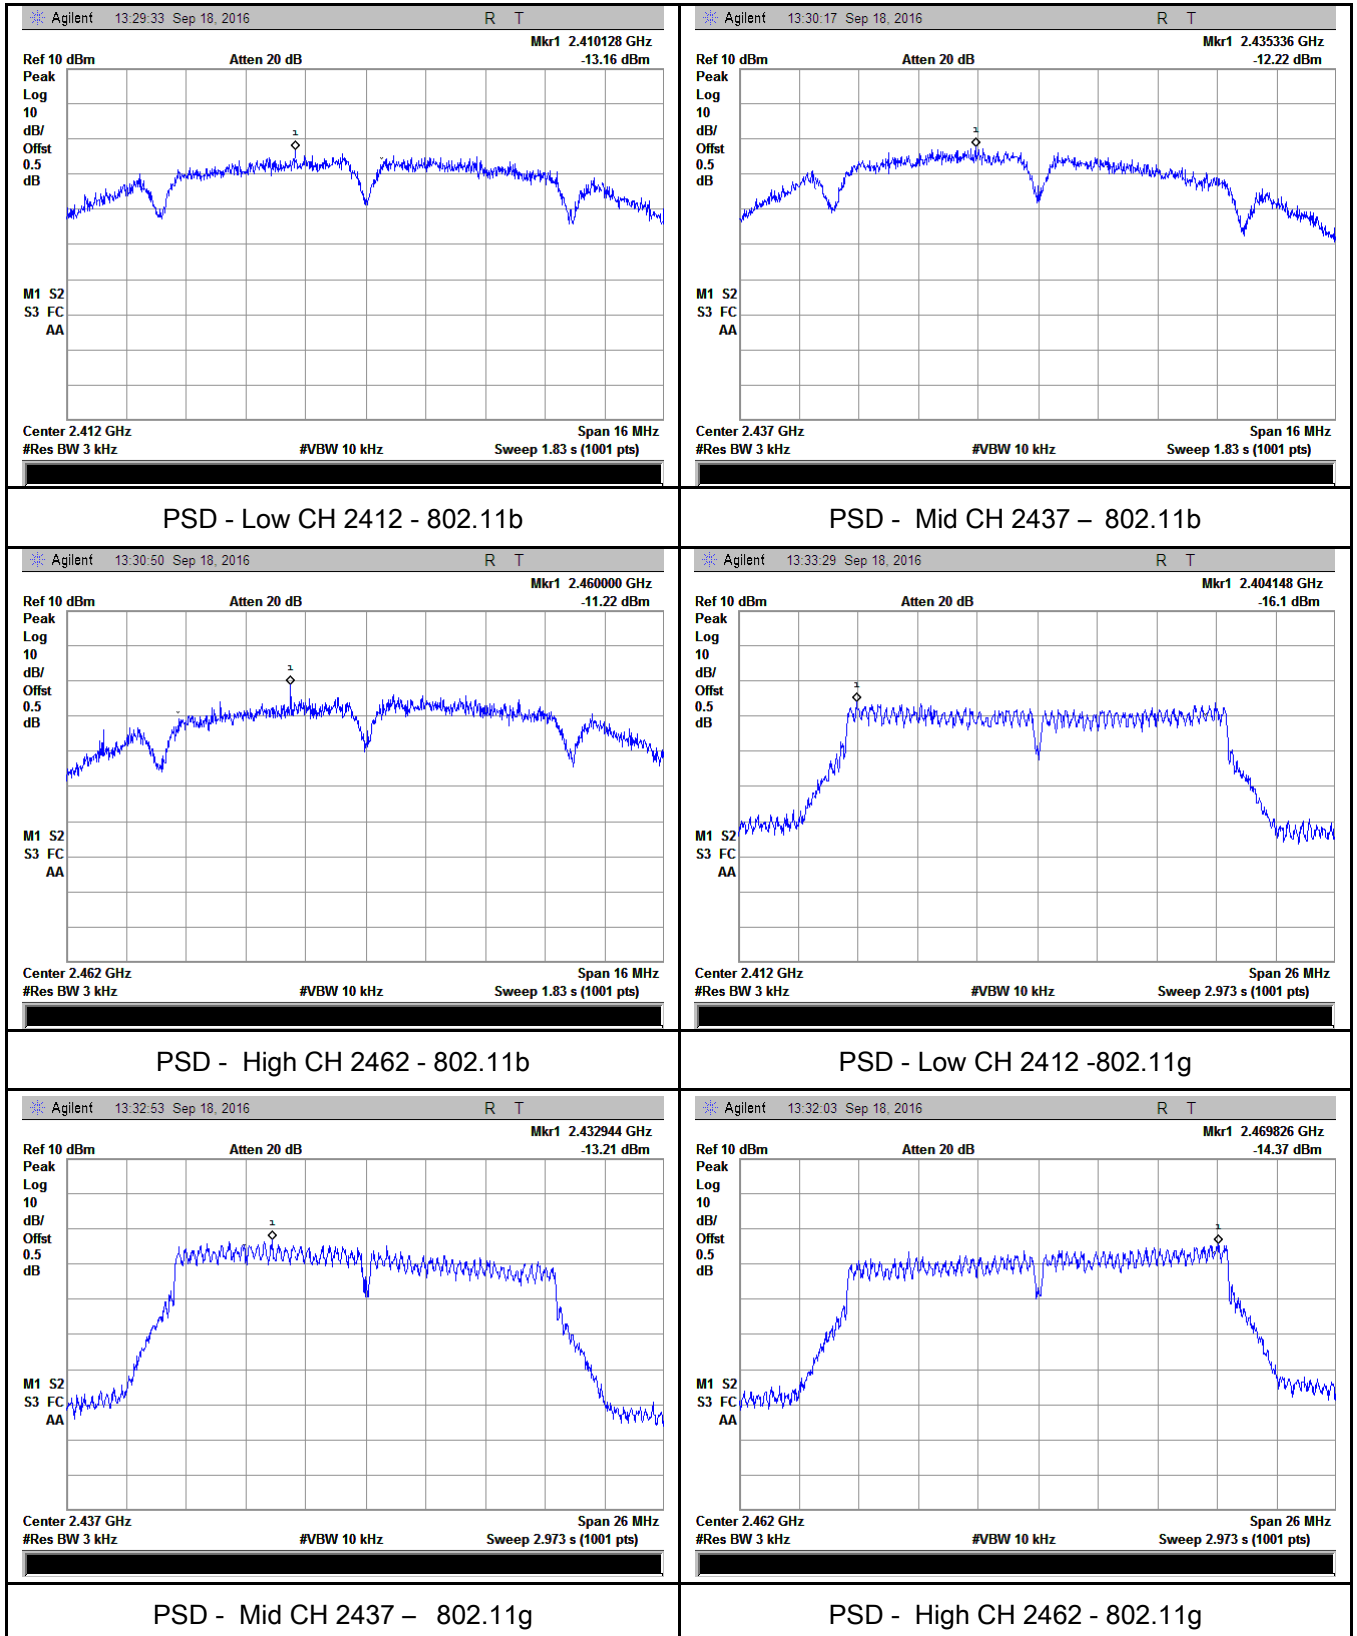 Agilent 13:29:33 Sep 18, 2016 R T
Mkr1 2.410128 GHz
Ref 10 dBm Atten 20 dB -13.16 dBm
Peak
Log
10
dB/
Offst
0.5
dB
1
M1 S2
S3 FC
AA
Center 2.412 GHz Span 16 MHz
#Res BW 3 kHz #VBW 10 kHz Sweep 1.83 s (1001 pts)
PSD - Low CH 2412 - 802.11b
Agilent 13:30:17 Sep 18, 2016 R T
Mkr1 2.435336 GHz
Ref 10 dBm Atten 20 dB -12.22 dBm
Peak
Log
10
dB/
Offst
0.5
dB
1
M1 S2
S3 FC
AA
Center 2.437 GHz Span 16 MHz
#Res BW 3 kHz #VBW 10 kHz Sweep 1.83 s (1001 pts)
PSD - Mid CH 2437 – 802.11b
Agilent 13:30:50 Sep 18, 2016 R T
Mkr1 2.460000 GHz
Ref 10 dBm Atten 20 dB -11.22 dBm
Peak
Log
10
dB/
Offst
0.5
dB
1
M1 S2
S3 FC
AA
Center 2.462 GHz Span 16 MHz
#Res BW 3 kHz #VBW 10 kHz Sweep 1.83 s (1001 pts)
PSD - High CH 2462 - 802.11b
Agilent 13:33:29 Sep 18, 2016 R T
Mkr1 2.404148 GHz
Ref 10 dBm Atten 20 dB -16.1 dBm
Peak
Log
10
dB/
Offst
0.5
dB
1
M1 S2
S3 FC
AA
Center 2.412 GHz Span 26 MHz
#Res BW 3 kHz #VBW 10 kHz Sweep 2.973 s (1001 pts)
PSD - Low CH 2412 -802.11g
Agilent 13:32:53 Sep 18, 2016 R T
Mkr1 2.432944 GHz
Ref 10 dBm Atten 20 dB -13.21 dBm
Peak
Log
10
dB/
Offst
0.5
dB
1
M1 S2
S3 FC
AA
Center 2.437 GHz Span 26 MHz
#Res BW 3 kHz #VBW 10 kHz Sweep 2.973 s (1001 pts)
PSD - Mid CH 2437 – 802.11g
Agilent 13:32:03 Sep 18, 2016 R T
Mkr1 2.469826 GHz
Ref 10 dBm Atten 20 dB -14.37 dBm
Peak
Log
10
dB/
Offst
0.5
dB
1
M1 S2
S3 FC
AA
Center 2.462 GHz Span 26 MHz
#Res BW 3 kHz #VBW 10 kHz Sweep 2.973 s (1001 pts)
PSD - High CH 2462 - 802.11g